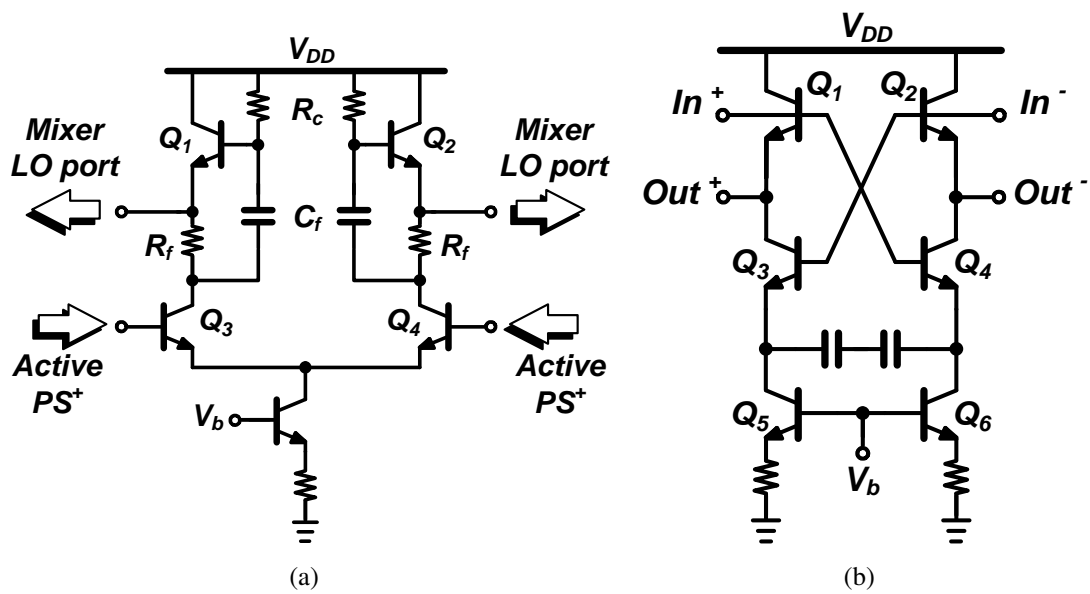 V_DD
Mixer
LO port
Q_1
R_c
Q_2
Mixer
LO port
R_f
C_f
R_f
Active
PS^+
Q_3
Q_4
Active
PS^+
V_b
(a)
V_DD
In^+
Q_1
Q_2
In^-
Out^+
Out^-
Q_3
Q_4
Q_5
Q_6
V_b
(b)